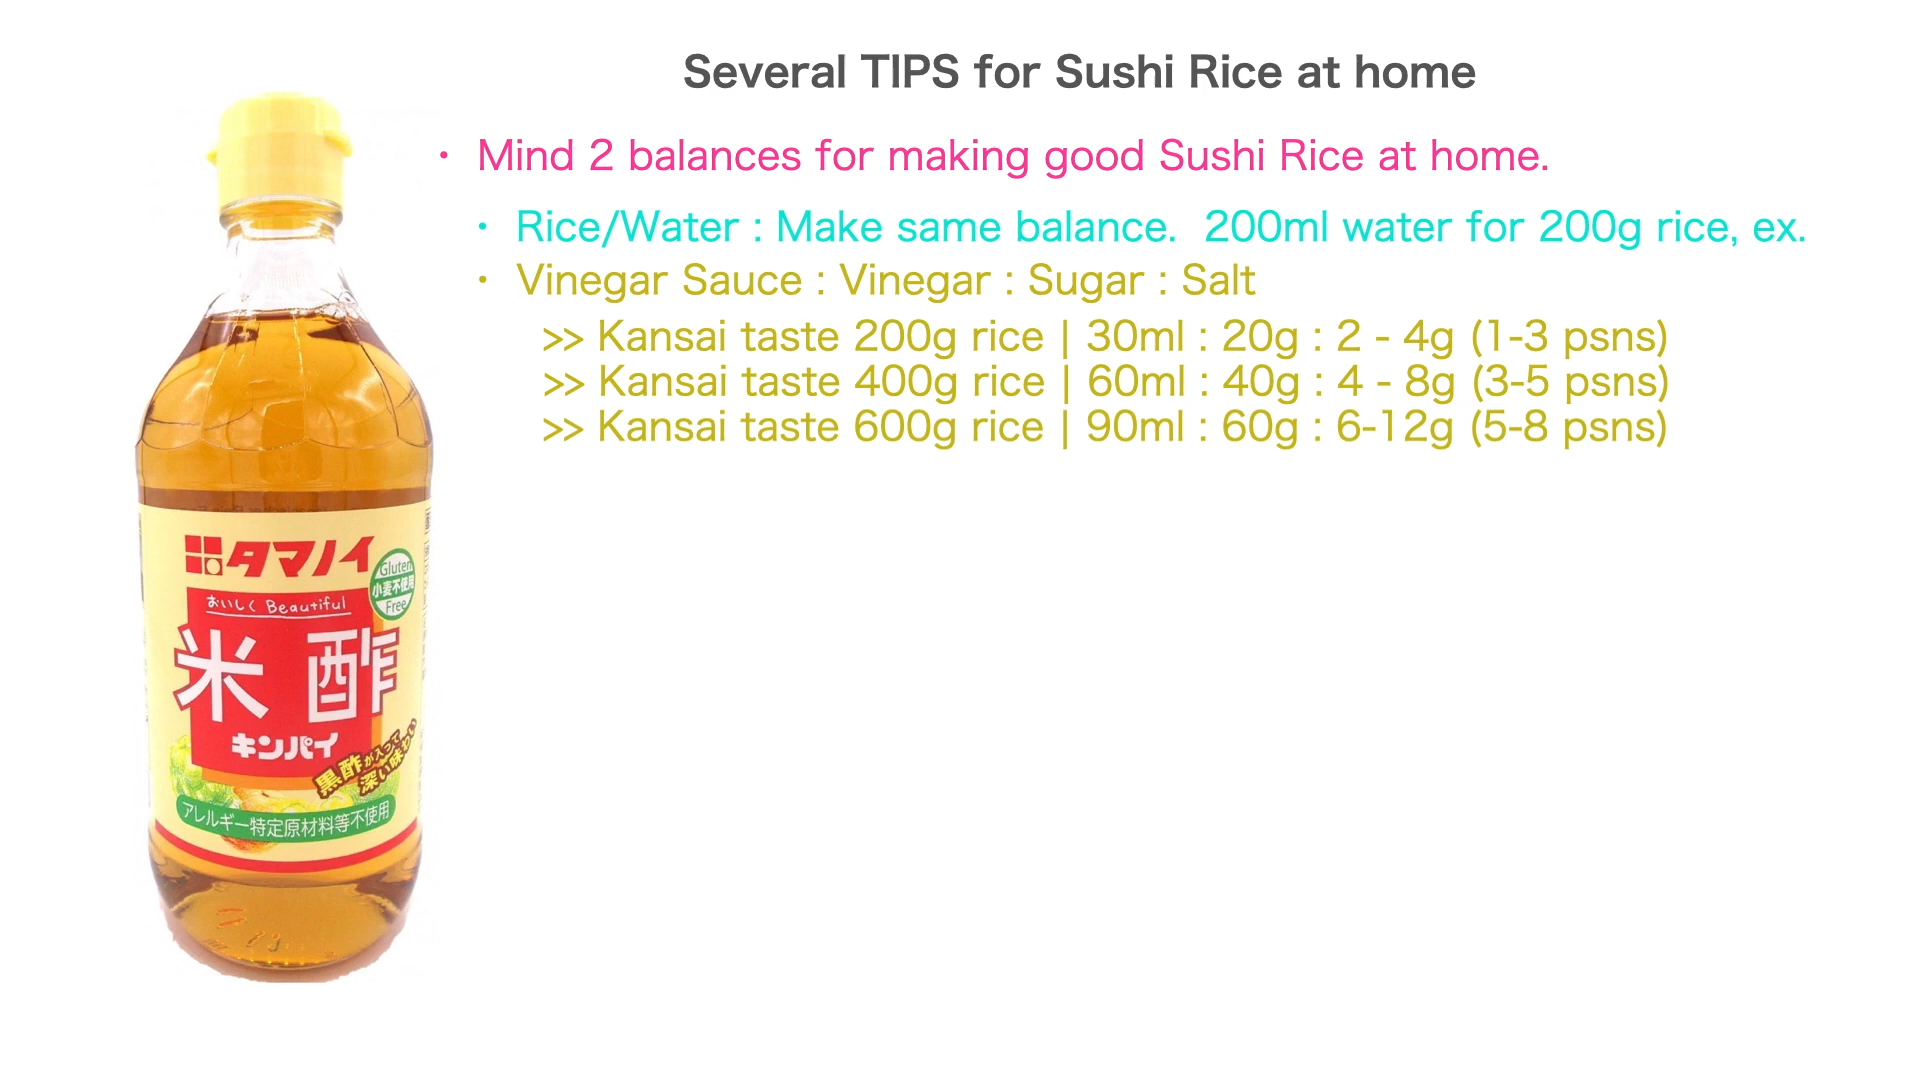 Several TIPS for Sushi Rice at home
・ Mind 2 balances for making good Sushi Rice at home.
・ Rice/Water : Make same balance.  200ml water for 200g rice, ex.
・ Vinegar Sauce : Vinegar : Sugar : Salt
>> Kansai taste 200g rice | 30ml : 20g : 2 - 4g (1-3 psns)
>> Kansai taste 400g rice | 60ml : 40g : 4 - 8g (3-5 psns)
>> Kansai taste 600g rice | 90ml : 60g : 6-12g (5-8 psns)
タマノイ
Gluten
小麦不使用
Free
おいしく Beautiful
米酢
キンパイ
黒酢が入って
深い味わい
アレルギー特定原材料等不使用